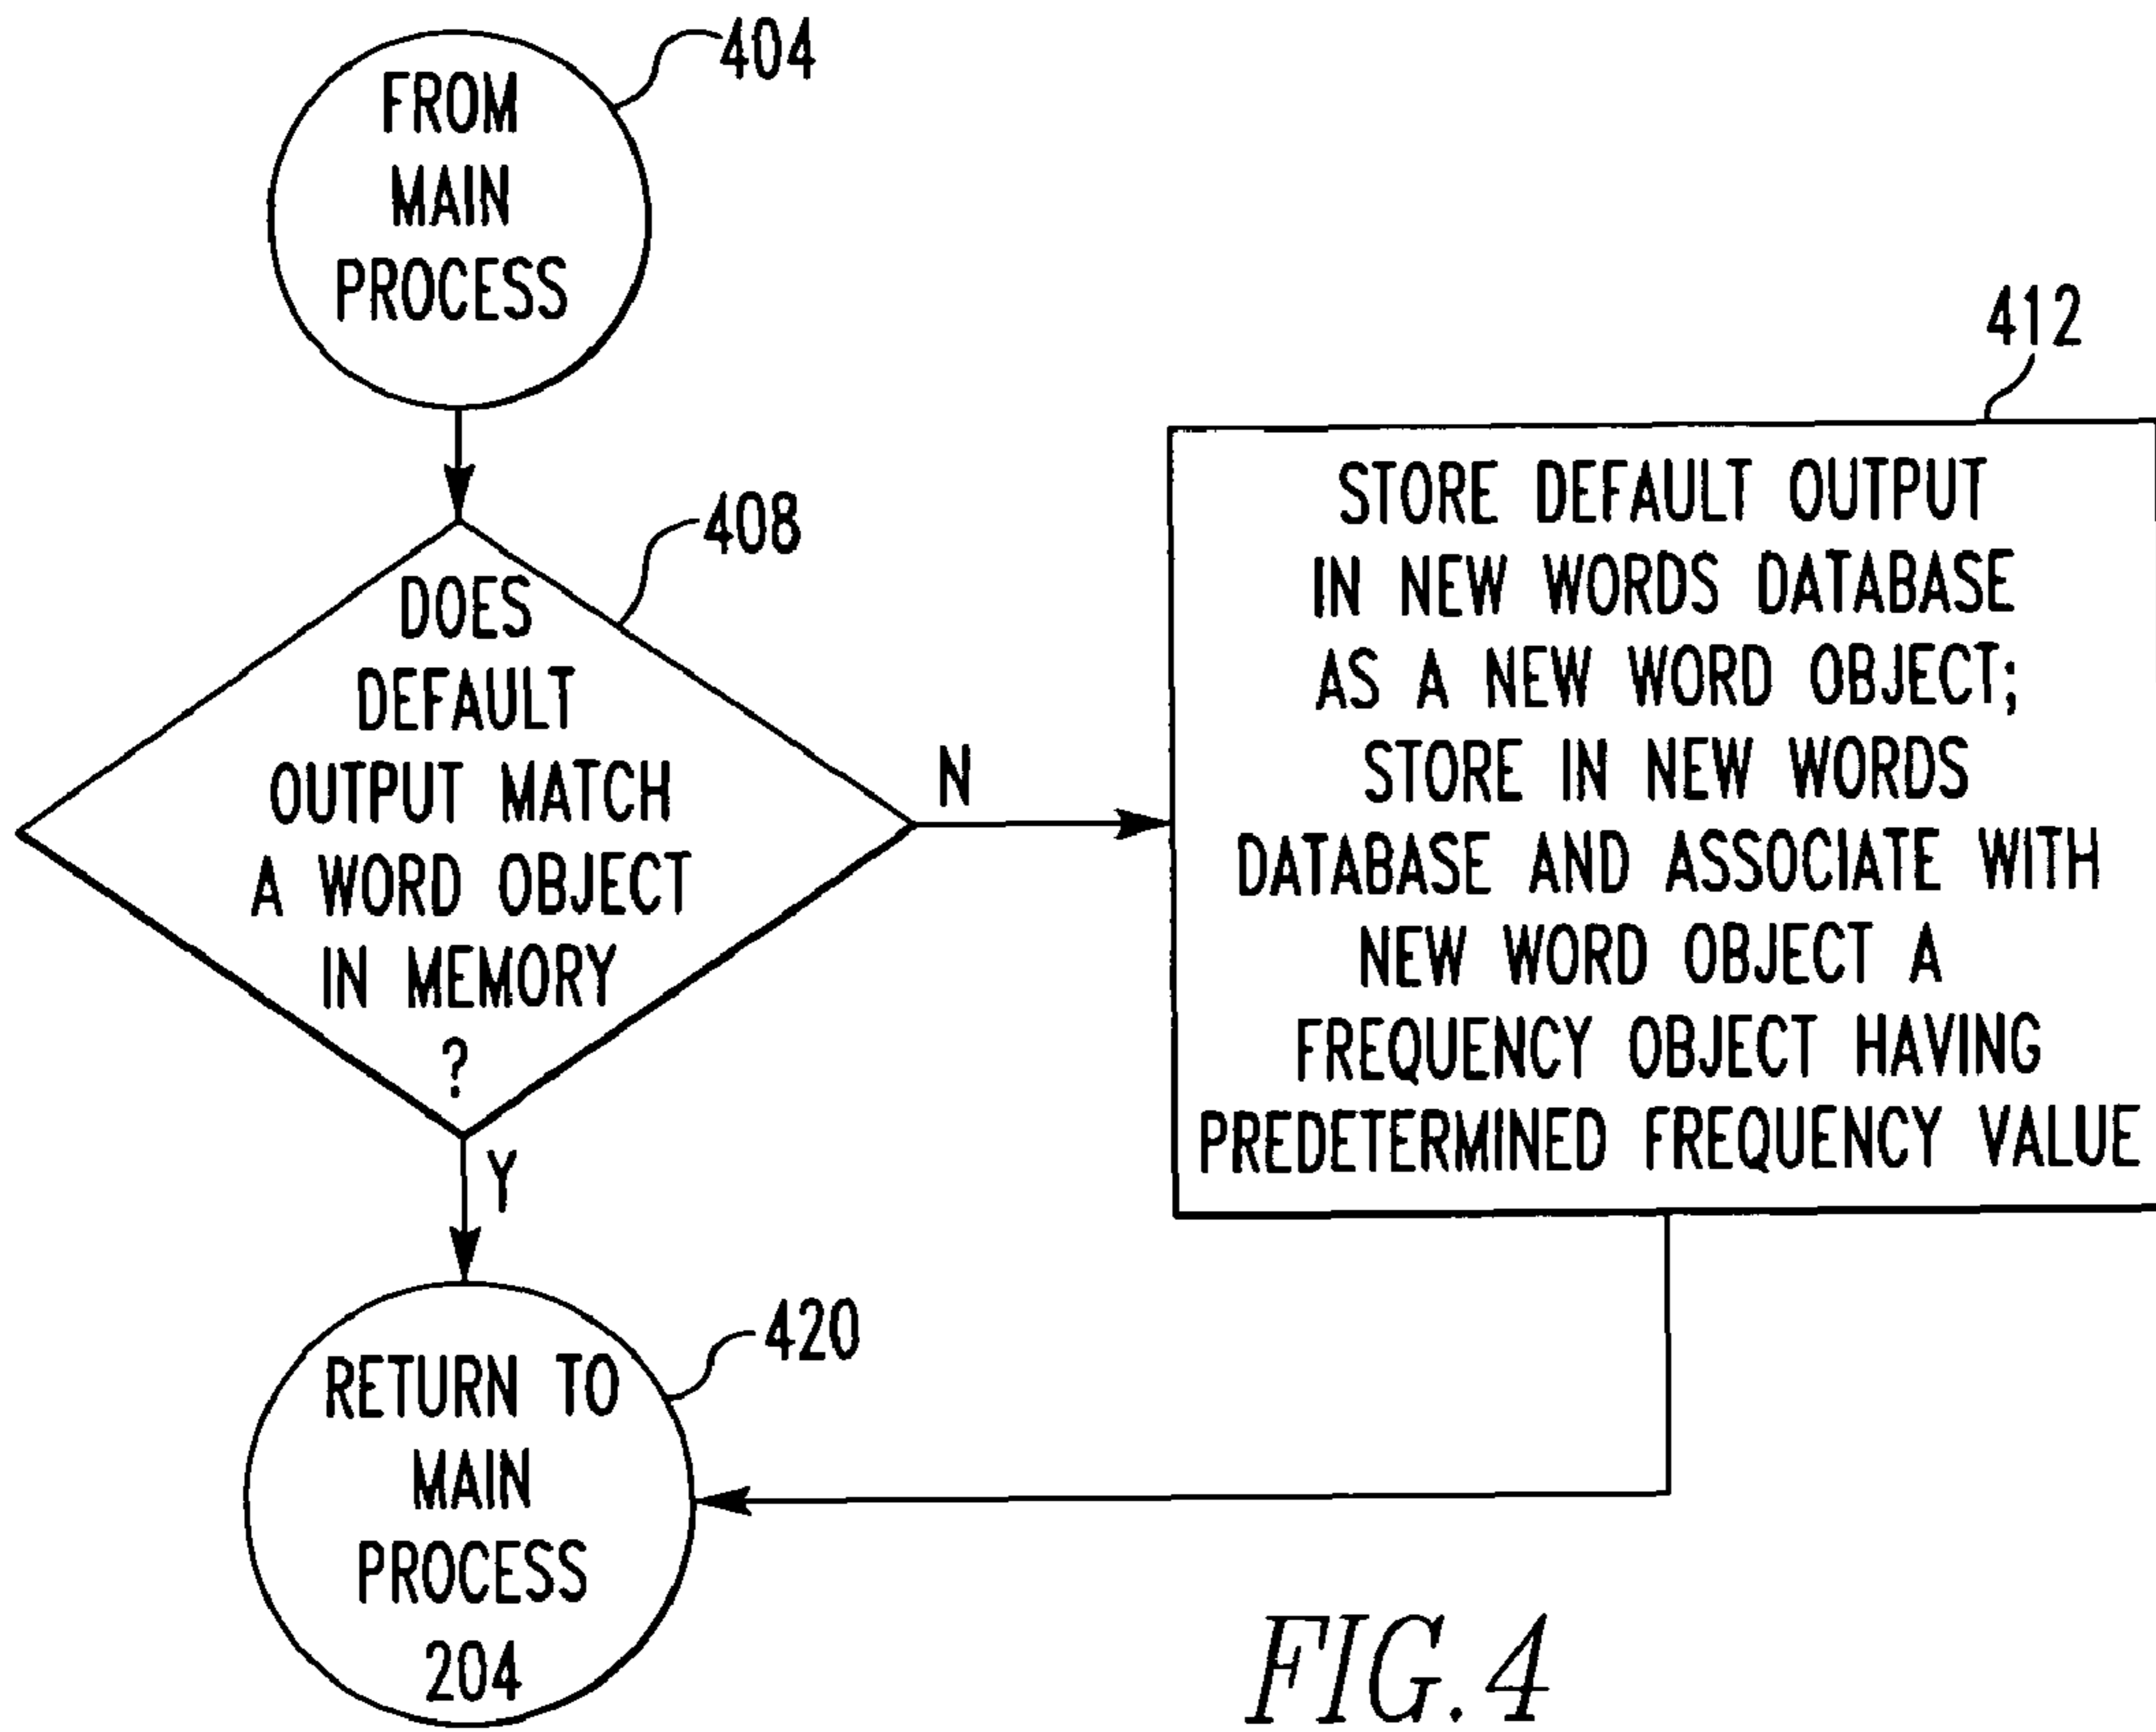 404
FROM
MAIN
PROCESS
408
DOES
DEFAULT
OUTPUT MATCH
A WORD OBJECT
IN MEMORY
?
N
Y
412
STORE DEFAULT OUTPUT
IN NEW WORDS DATABASE
AS A NEW WORD OBJECT;
STORE IN NEW WORDS
DATABASE AND ASSOCIATE WITH
NEW WORD OBJECT A
FREQUENCY OBJECT HAVING
PREDETERMINED FREQUENCY VALUE
420
RETURN TO
MAIN
PROCESS
204
FIG.4